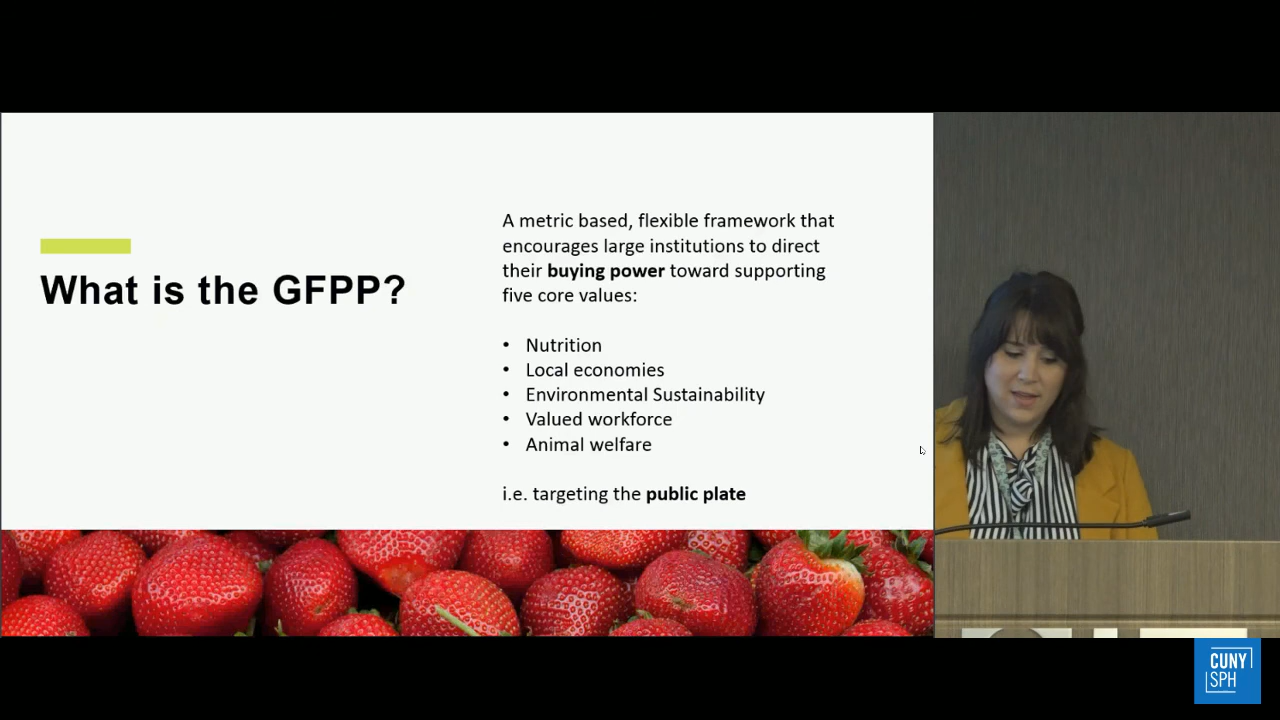 What is the GFPP?
A metric based, flexible framework that
encourages large institutions to direct
their buying power toward supporting
five core values:
• Nutrition
• Local economies
• Environmental Sustainability
• Valued workforce
• Animal welfare
i.e. targeting the public plate
CUNY
SPH